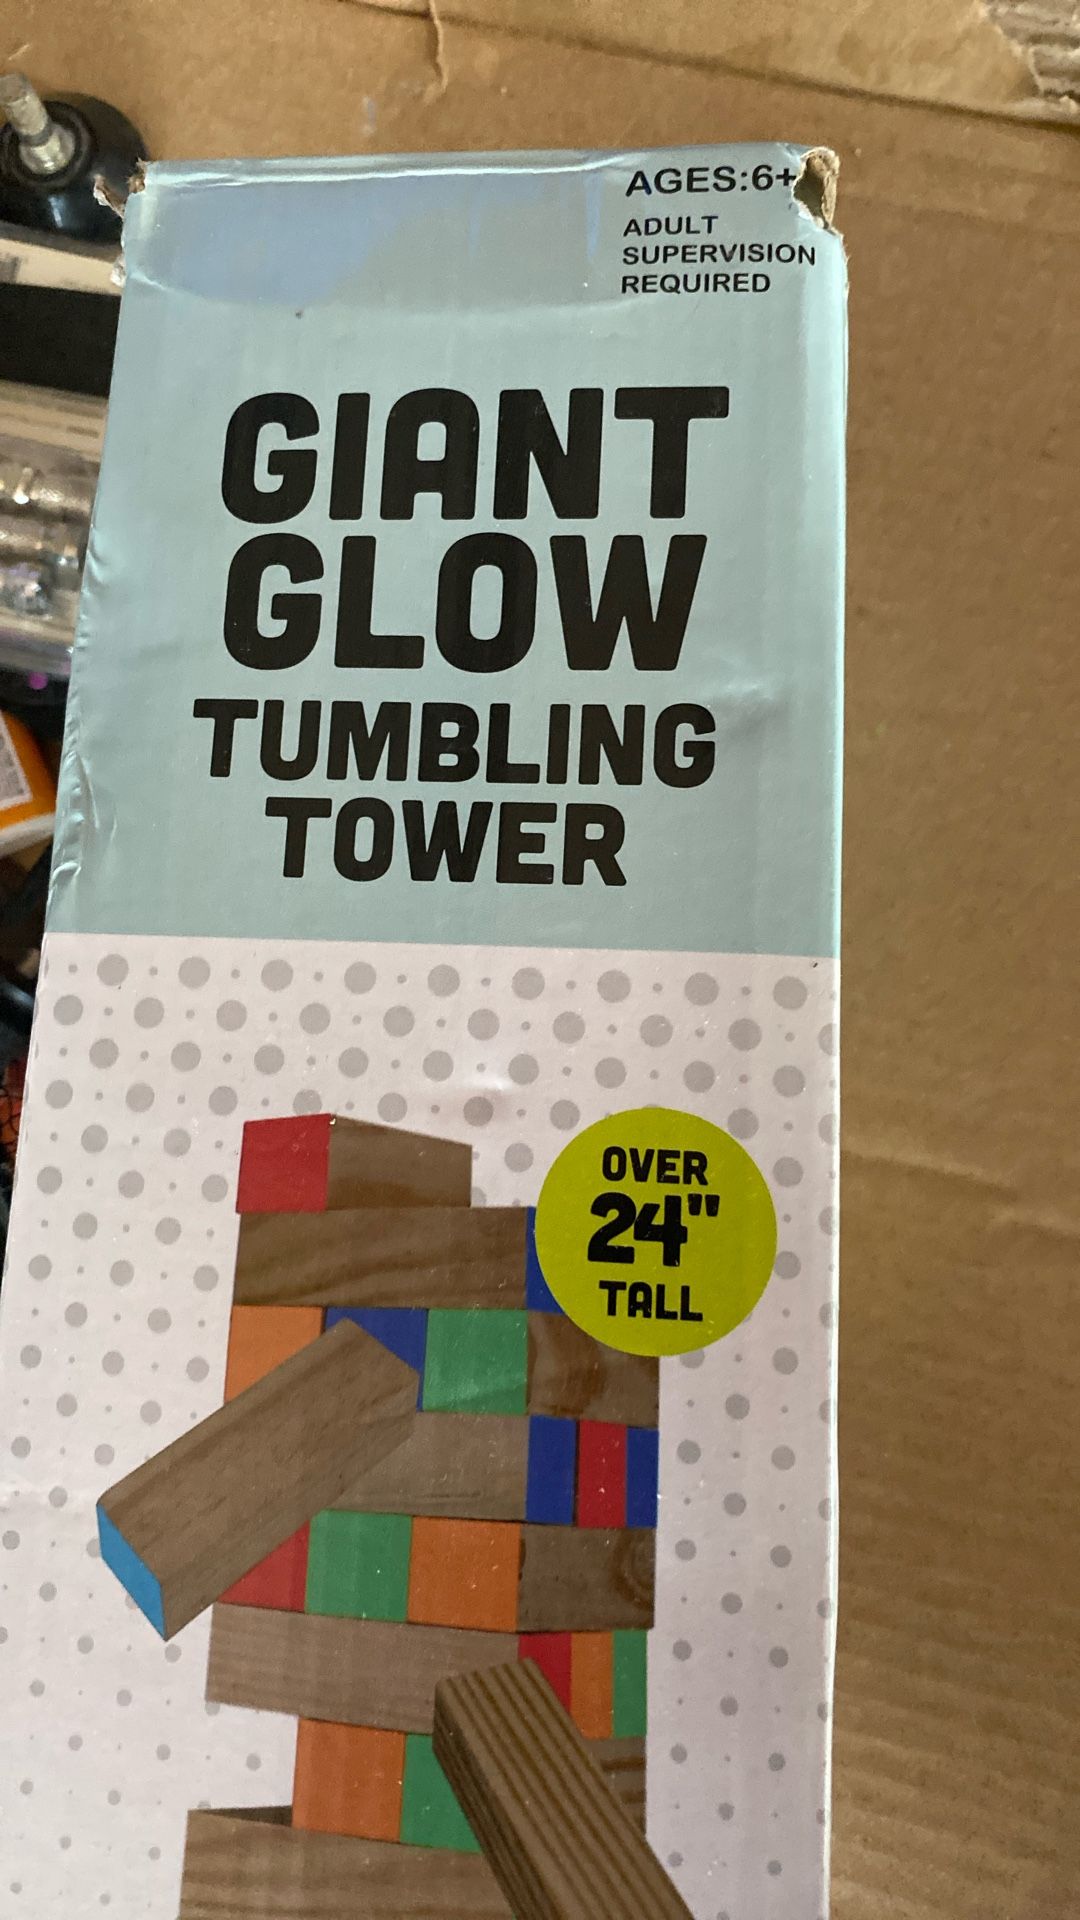 AGES:6+
ADULT
SUPERVISION
REQUIRED
GIANT
GLOW
TUMBLING
TOWER
OVER
24"
TALL